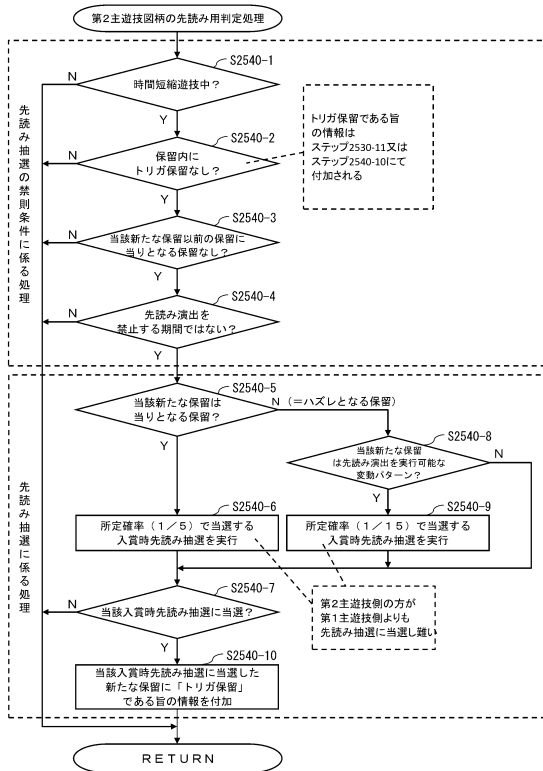 第2主遊技図柄の先読み用判定処理
先読み抽選の禁則条件に係る処理
S2540-1
時間短縮遊技中？
N
Y
S2540-2
保留内に
トリガ保留なし？
N
Y
トリガ保留である旨
の情報は
ステップ2530-11又は
ステップ2540-10にて
付加される
S2540-3
当該新たな保留以前の保留に
当りとなる保留なし？
N
Y
S2540-4
先読み演出を
禁止する期間ではない？
N
Y
先読み抽選に係る処理
S2540-5
当該新たな保留は
当りとなる保留？
N（＝ハズレとなる保留）
Y
S2540-8
当該新たな保留
は先読み演出を実行可能な
変動パターン？
N
Y
S2540-6
所定確率（１／５）で当選する
入賞時先読み抽選を実行
S2540-9
所定確率（１／１５）で当選する
入賞時先読み抽選を実行
S2540-7
当該入賞時先読み抽選に当選？
N
Y
第２主遊技側の方が
第１主遊技側よりも
先読み抽選に当選し難い
S2540-10
当該入賞時先読み抽選に当選した
新たな保留に「トリガ保留」
である旨の情報を付加
ＲＥＴＵＲＮ